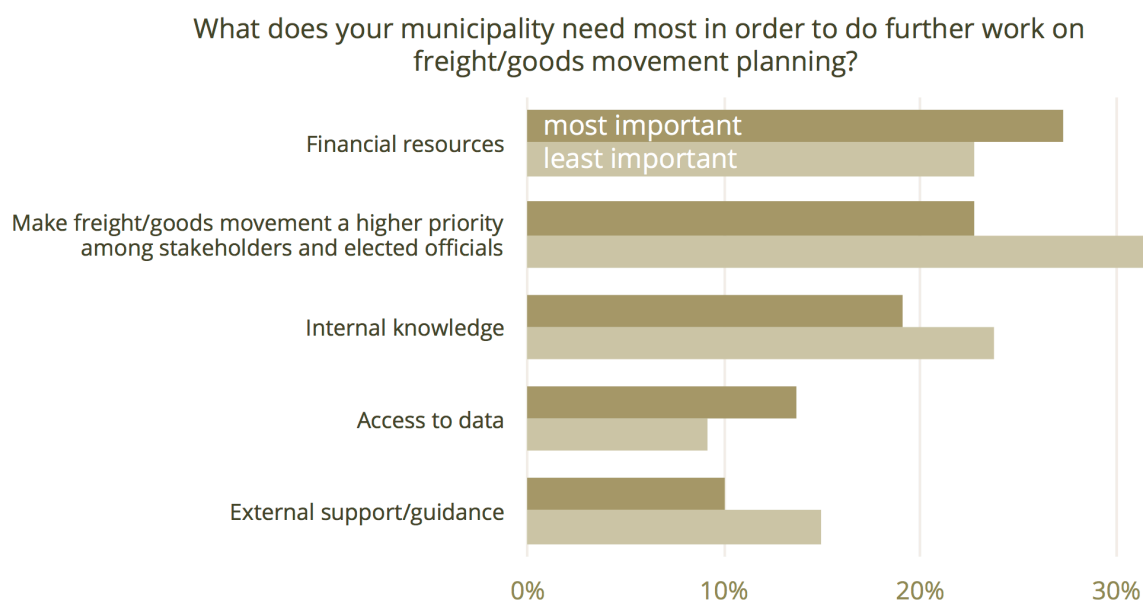 What does your municipality need most in order to do further work on
freight/goods movement planning?
Financial resources
most important
least important
Make freight/goods movement a higher priority
among stakeholders and elected officials
Internal knowledge
Access to data
External support/guidance
0%
10%
20%
30%